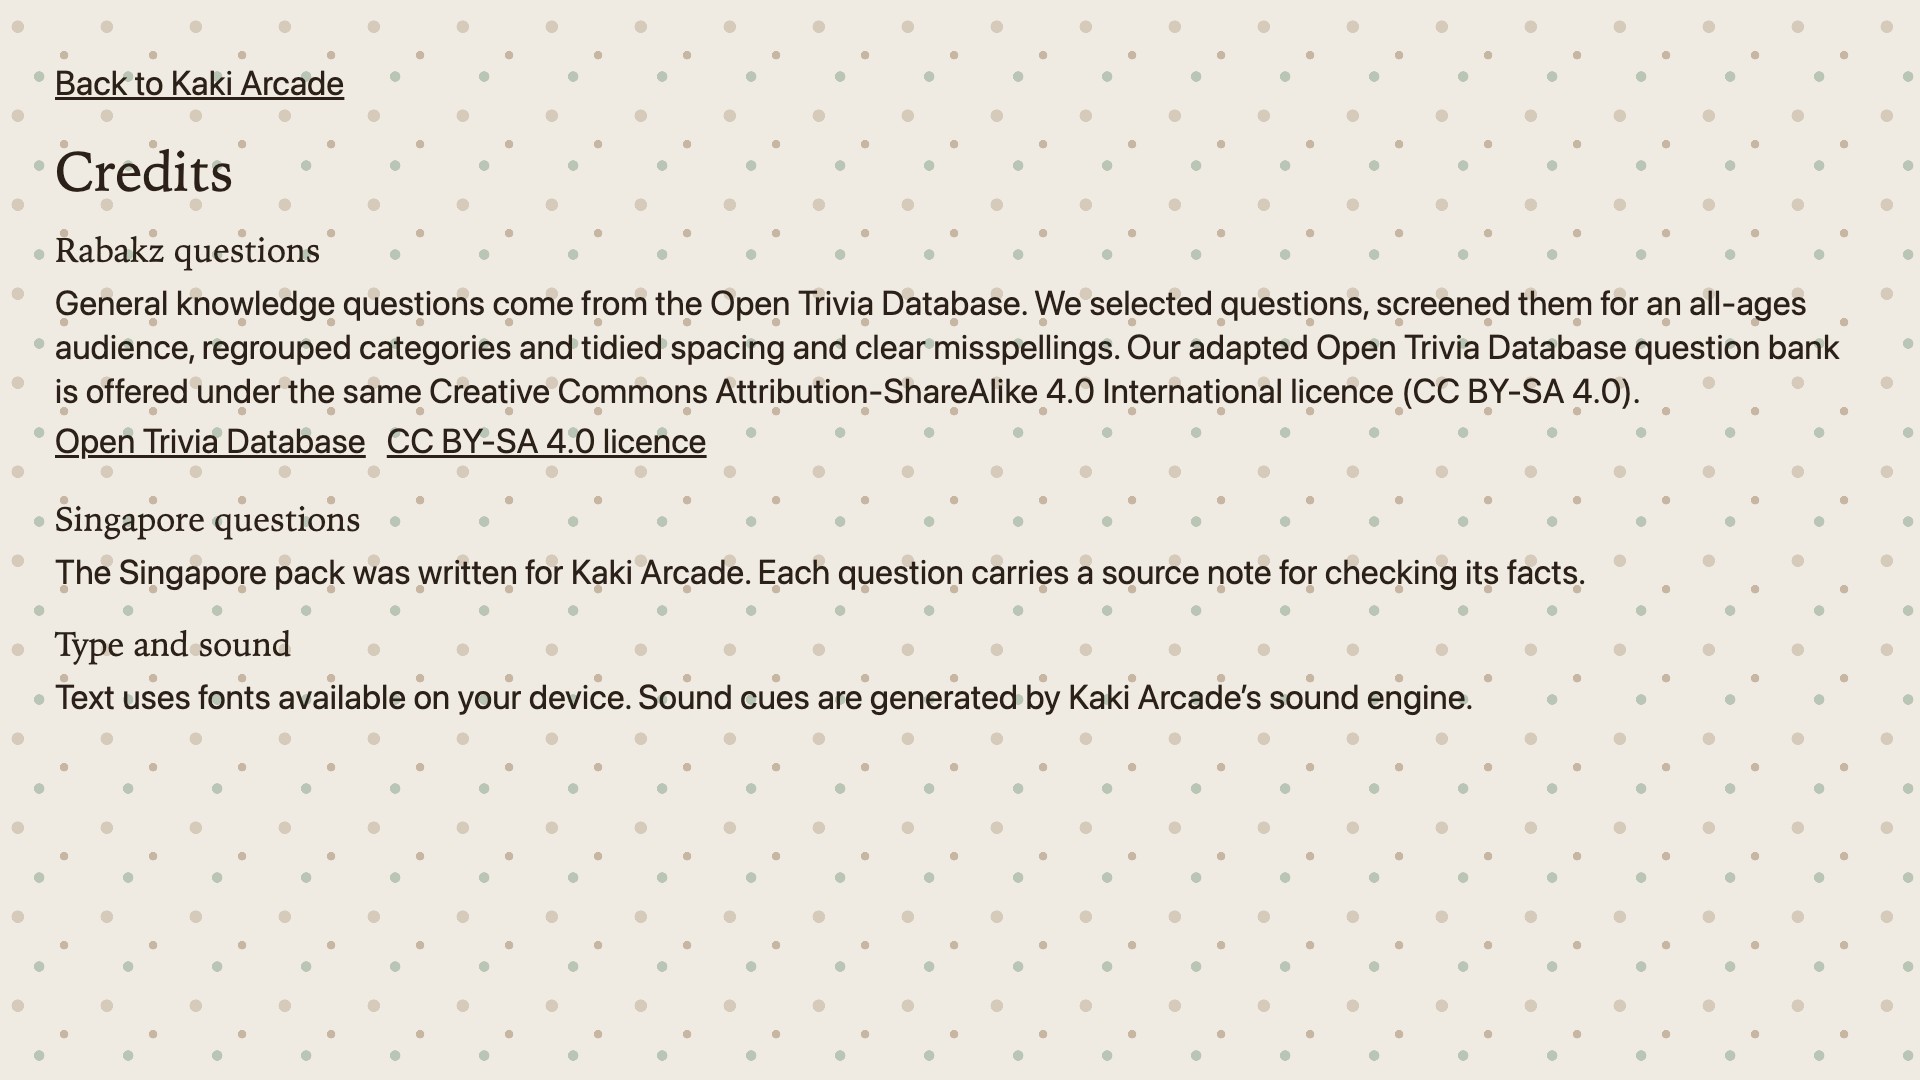 Back to Kaki Arcade
Credits
Rabakz questions
General knowledge questions come from the Open Trivia Database. We selected questions, screened them for an all-ages
audience, regrouped categories and tidied spacing and clear misspellings. Our adapted Open Trivia Database question bank
is offered under the same Creative Commons Attribution-ShareAlike 4.0 International licence (CC BY-SA 4.0).
Open Trivia Database CC BY-SA 4.0 licence
Singapore questions
The Singapore pack was written for Kaki Arcade. Each question carries a source note for checking its facts.
Type and sound
Text uses fonts available on your device. Sound cues are generated by Kaki Arcade’s sound engine.